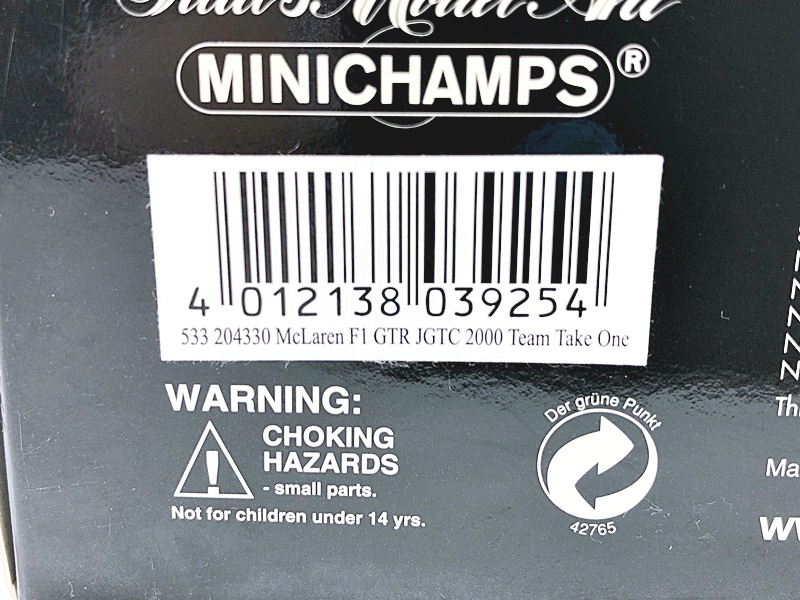 MINICHAMPS®
4 012138 039254
533 204330 McLaren F1 GTR JGTC 2000 Team Take One
WARNING:
CHOKING
HAZARDS
- small parts.
Not for children under 14 yrs.
Der grüne Punkt
42765